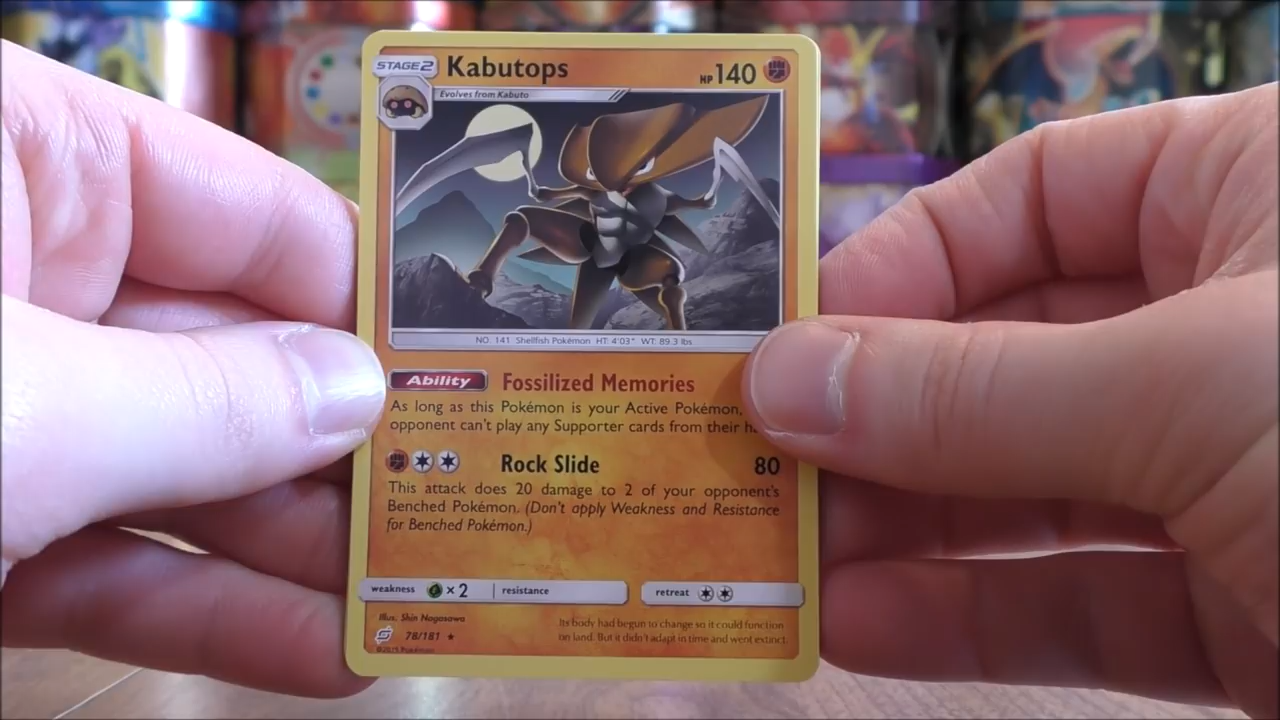 STAGE2 Kabutops HP 140
Evolves from Kabuto
NO. 141 Shellfish Pokémon HT: 4'03" WT: 89.3 lbs
Ability Fossilized Memories
As long as this Pokémon is your Active Pokémon,
opponent can't play any Supporter cards from their
Rock Slide 80
This attack does 20 damage to 2 of your opponent's
Benched Pokémon. (Don't apply Weakness and Resistance
for Benched Pokémon.)
weakness ×2 resistance retreat
Illus. Shin Nagasawa
78/181
Its body had begun to change so it could function
on land. But it didn't adapt in time and went extinct.
©2019 Pokémon